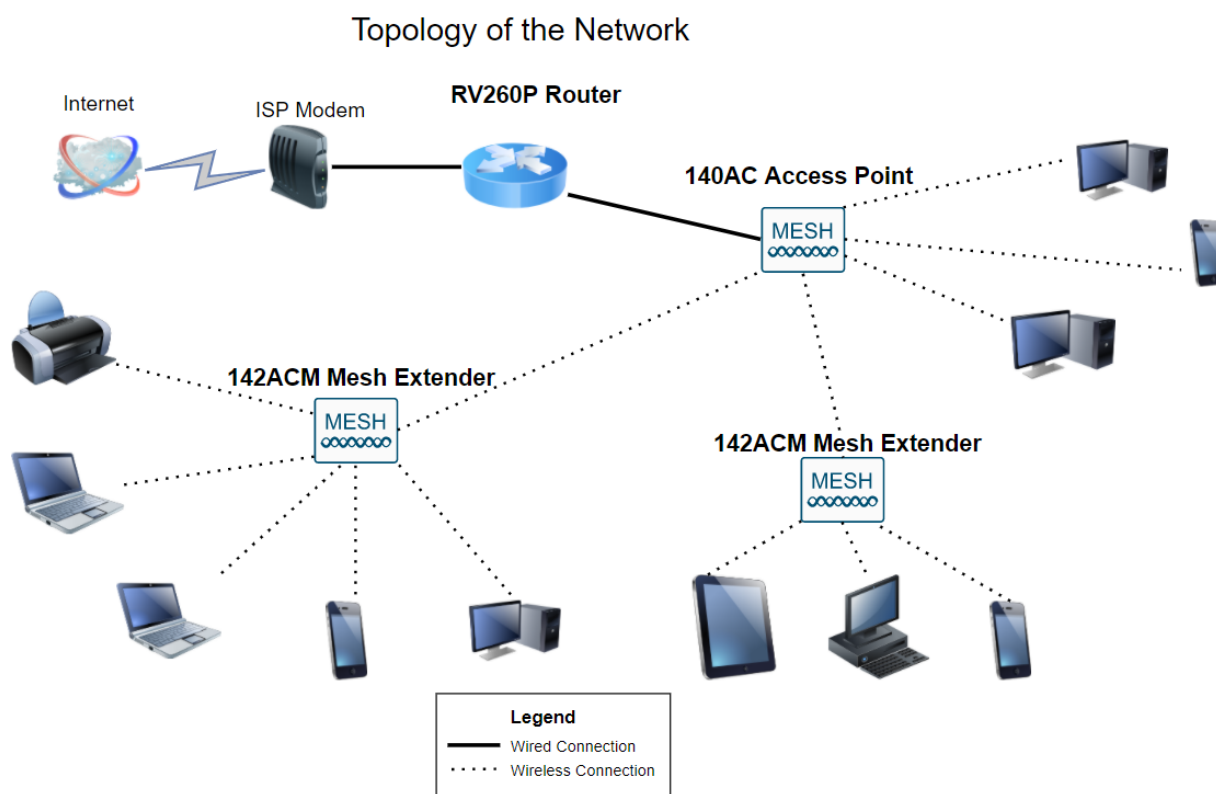 Topology of the Network
Internet
ISP Modem
RV260P Router
140AC Access Point
MESH
142ACM Mesh Extender
MESH
142ACM Mesh Extender
MESH
Legend
Wired Connection
Wireless Connection